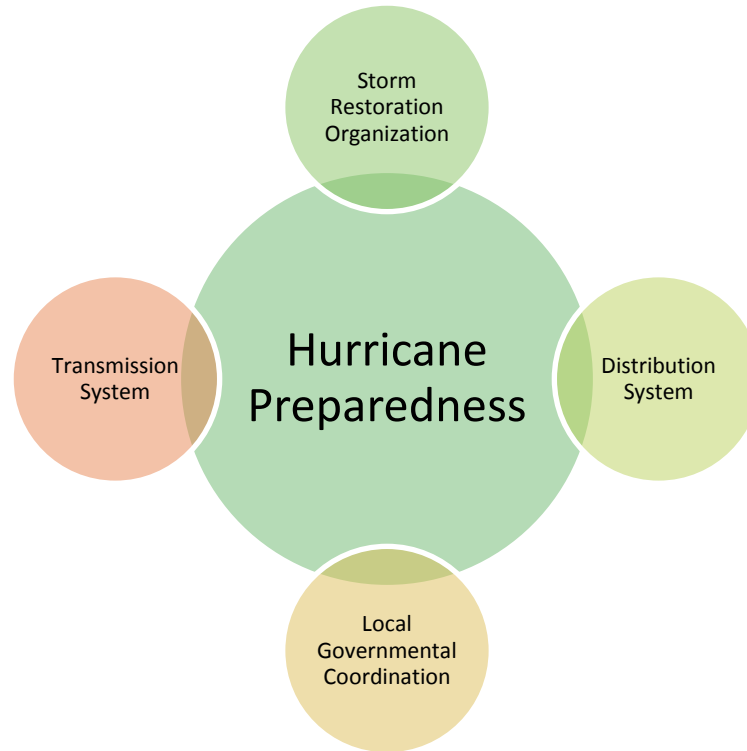 Storm
Restoration
Organization
Transmission
System
Hurricane
Preparedness
Distribution
System
Local
Governmental
Coordination